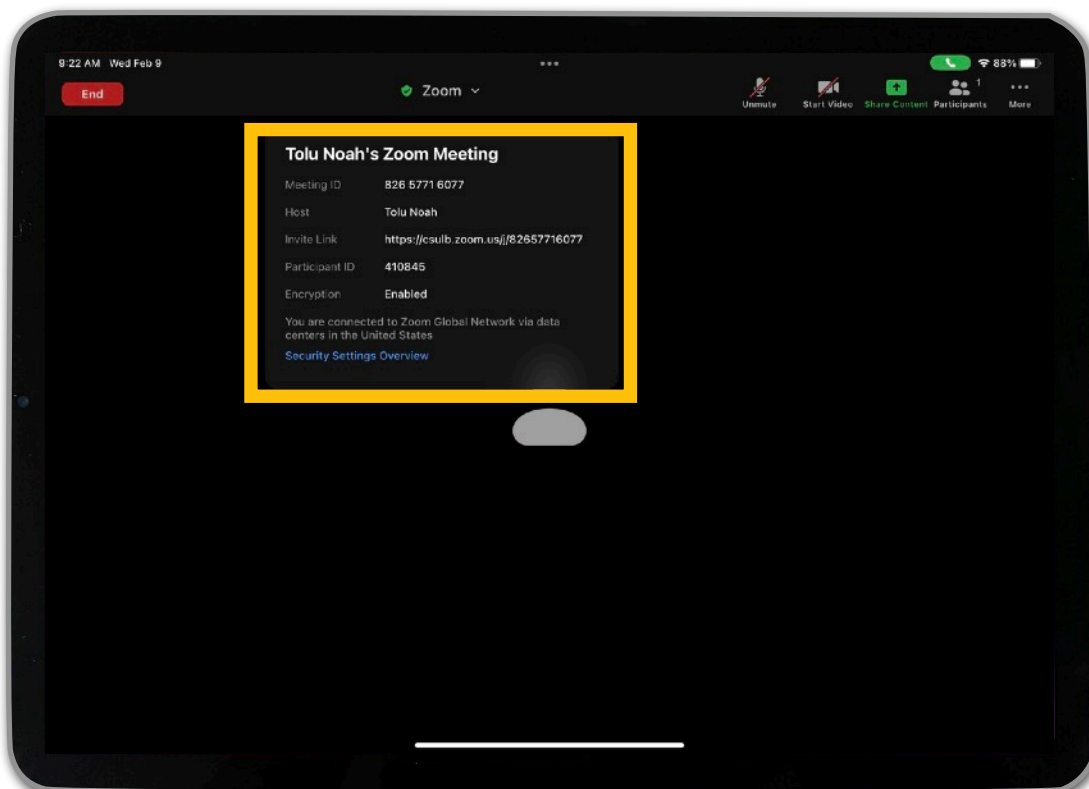 9:22 AM Wed Feb 9
88%
End
Zoom
Unmute
Start Video
Share Content
1
Participants
More
Tolu Noah's Zoom Meeting
Meeting ID 826 5771 6077
Host Tolu Noah
Invite Link https://csulb.zoom.us/j/82657716077
Participant ID 410845
Encryption Enabled
You are connected to Zoom Global Network via data
centers in the United States
Security Settings Overview